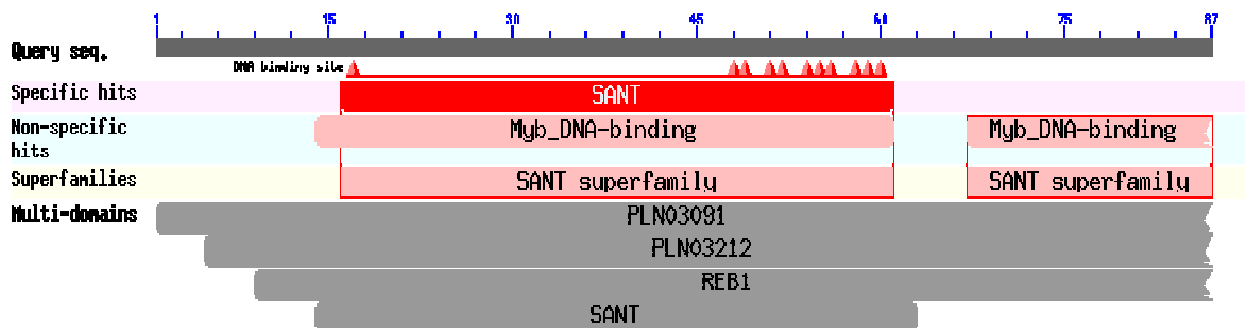 1 15 30 45 60 75 87
Query seq.
DNA binding site
Specific hits
SANT
Non-specific hits
Myb_DNA-binding Myb_DNA-binding
Superfamilies
SANT superfamily SANT superfamily
Multi-domains
PLN03091
PLN03212
REB1
SANT